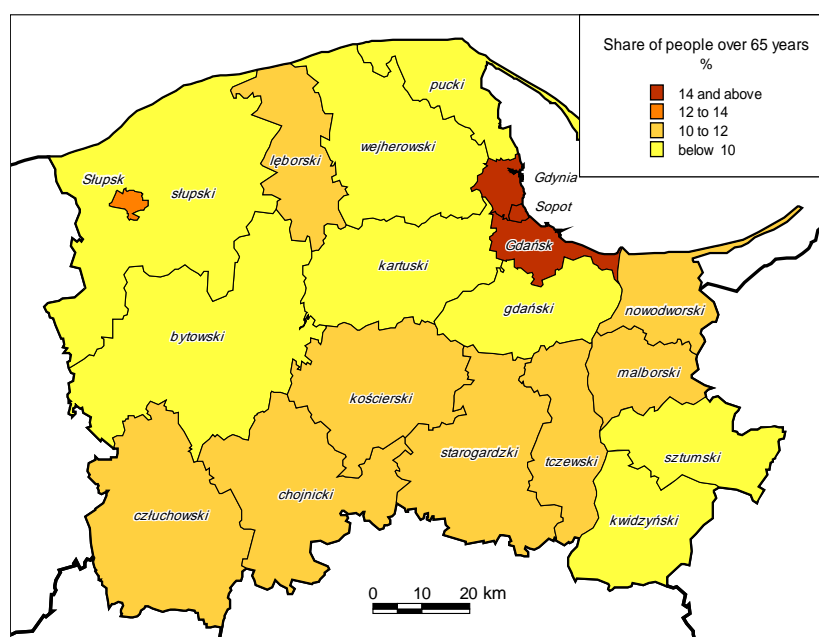 Share of people over 65 years
%
14 and above
12 to 14
10 to 12
below 10
pucki
wejherowski
lęborski
Słupsk
słupski
Gdynia
Sopot
Gdańsk
kartuski
gdański
nowodworski
bytowski
malborski
kościerski
starogardzki
tczewski
sztumski
chojnicki
człuchowski
kwidzyński
0 10 20 km